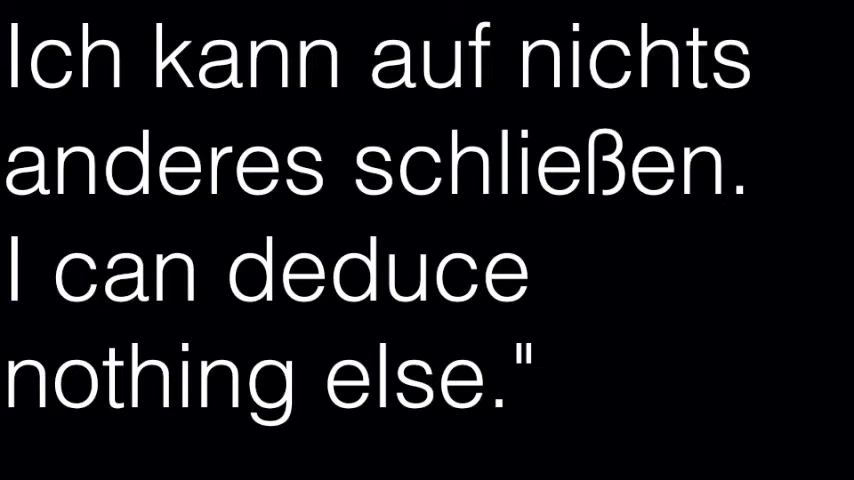 Ich kann auf nichts
anderes schließen.
I can deduce
nothing else."